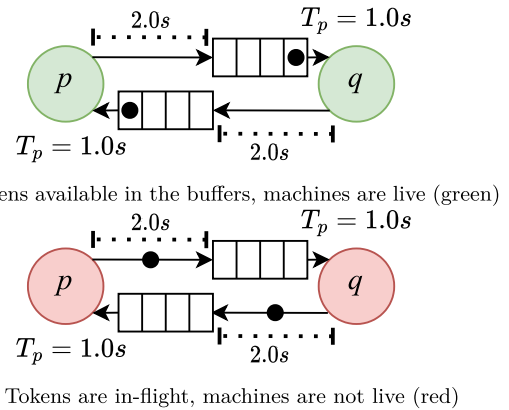 2.0s
T_p = 1.0s
p
q
T_p = 1.0s
2.0s
available in the buffers, machines are live (green)
2.0s
T_p = 1.0s
p
q
T_p = 1.0s
2.0s
Tokens are in-flight, machines are not live (red)